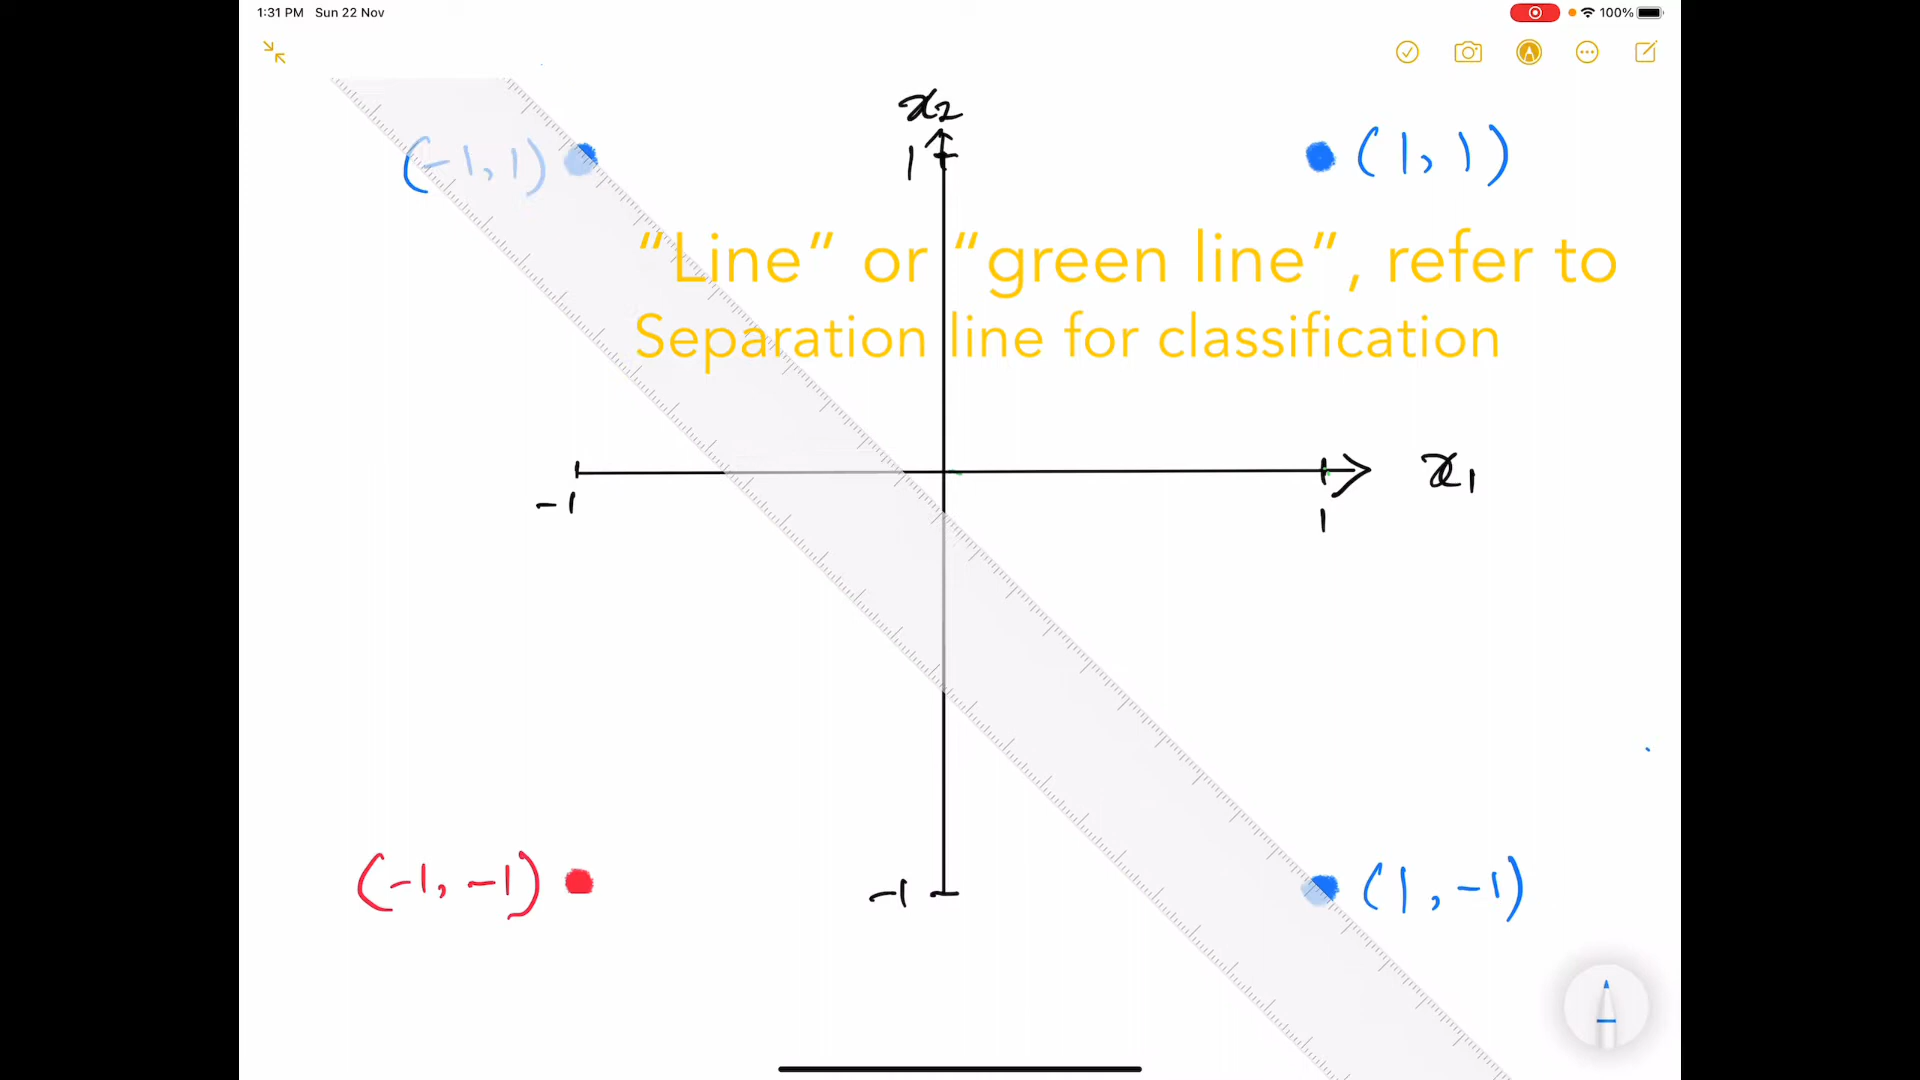 1:31 PM Sun 22 Nov
100%
x2
1
(-1, 1)
(1, 1)
“Line” or “green line”, refer to
Separation line for classification
x1
-1
1
(-1, -1)
-1
(1, -1)